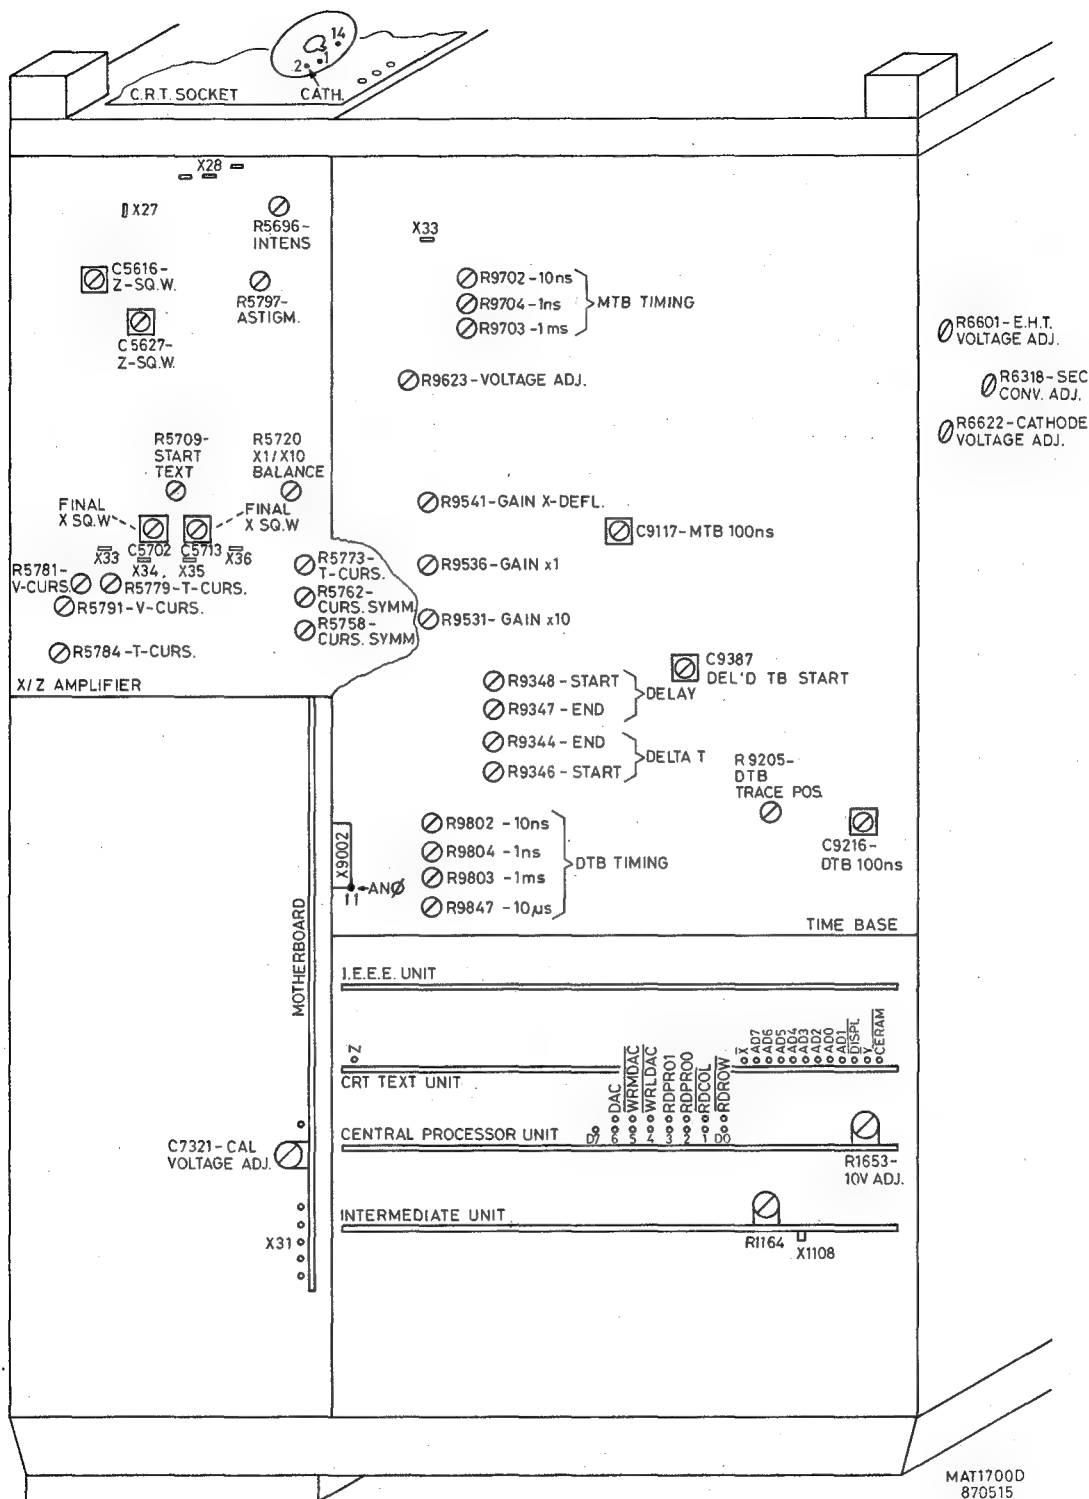 14
1
2
C.R.T. SOCKET
CATH.
X28
X27
R5696-
INTENS
X33
C5616-
Z-SQ.W.
R5797-
ASTIGM.
C5627-
Z-SQ.W.
R9702-10ns
R9704-1ns
R9703-1ms
MTB TIMING
R9623-VOLTAGE ADJ.
R6601-E.H.T.
VOLTAGE ADJ.
R6318-SEC
CONV. ADJ.
R6622-CATHODE
VOLTAGE ADJ.
R5709-
START
TEXT
R5720
X1/X10
BALANCE
FINAL
X SQ.W
FINAL
X SQ.W
C5702
C5713
X33
X34
X35
X36
R9541-GAIN X-DEFL.
C9117-MTB 100ns
R9536-GAIN x1
R9531-GAIN x10
R5781-
V-CURS.
R5779-T-CURS.
R5791-V-CURS.
R5784-T-CURS.
R5773-
T-CURS.
R5762-
CURS. SYMM.
R5758-
CURS. SYMM
X/Z AMPLIFIER
C9387
DEL'D TB START
R9348-START
R9347-END
DELAY
R9344-END
R9346-START
DELTA T
R9205-
DTB
TRACE POS.
C9216-
DTB 100ns
R9802-10ns
R9804-1ns
R9803-1ms
R9847-10µs
DTB TIMING
X9002
11
ANØ
TIME BASE
MOTHERBOARD
I.E.E.E. UNIT
Z
X
AD7
AD6
AD5
AD4
AD3
AD2
AD0
AD1
DISPL
Y
CERAM
CRT TEXT UNIT
DAC
WRMDAC
WRLDAC
RDPRO1
RDPRO0
RDCOL
RDROW
D7 6 5 4 3 2 1 D0
CENTRAL PROCESSOR UNIT
R1653-
10V ADJ.
C7321-CAL
VOLTAGE ADJ.
INTERMEDIATE UNIT
R1164
X1108
X31
MAT1700D
870515